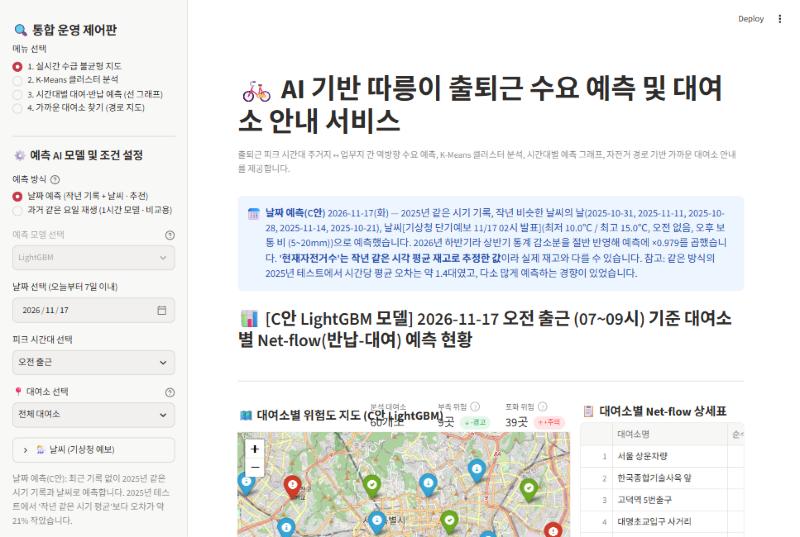 Deploy
통합 운영 제어판
메뉴 선택
1. 실시간 수급 불균형 지도
2. K-Means 클러스터 분석
3. 시간대별 대여·반납 예측 (선 그래프)
4. 가까운 대여소 찾기 (경로 지도)
예측 AI 모델 및 조건 설정
예측 방식
날짜 예측 (작년 기록 + 날씨 · 추천)
과거 같은 요일 재생 (1시간 모델 · 비교용)
예측 모델 선택
LightGBM
날짜 선택 (오늘부터 7일 이내)
2026/11/17
피크 시간대 선택
오전 출근
대여소 선택
전체 대여소
날씨 (기상청 예보)
날짜 예측(C안): 최근 기록 없이 2025년 같은
시기 기록과 날씨로 예측합니다. 2025년 테스
트에서 '작년 같은 시기 평균'보다 오차가 약
21% 작았습니다.
AI 기반 따릉이 출퇴근 수요 예측 및 대여
소 안내 서비스
출퇴근 피크 시간대 주거지 ↔ 업무지 간 역방향 수요 예측, K-Means 클러스터 분석, 시간대별 예측 그래프, 자전거 경로 기반 가까운 대여소 안내
를 제공합니다.
날짜 예측(C안) 2026-11-17(화) — 2025년 같은 시기 기록, 작년 비슷한 날씨의 날(2025-10-31, 2025-11-11, 2025-10-
28, 2025-11-14, 2025-10-21), 날씨[기상청 단기예보 11/17 02시 발표](최저 10.0℃ / 최고 15.0℃, 오전 없음, 오후 보
통 비 (5~20mm))으로 예측했습니다. 2026년 하반기라 상반기 통계 감소분을 절반 반영해 예측에 ×0.979를 곱했습니
다. '현재자전거수'는 작년 같은 시각 평균 재고로 추정한 값이라 실제 재고와 다를 수 있습니다. 참고: 같은 방식의
2025년 테스트에서 시간당 평균 오차는 약 1.4대였고, 다소 많게 예측하는 경향이 있었습니다.
[C안 LightGBM 모델] 2026-11-17 오전 출근 (07~09시) 기준 대여소
별 Net-flow(반납-대여) 예측 현황
대여소별 위험도 지도 (C안 LightGBM)
분석 대여소
60개소
부족 위험
9곳
-경고
포화 위험
39곳
+주의
대여소별 Net-flow 상세표
대여소명
1 서울 상운차량
2 한국종합기술사옥 앞
3 고덕역 5번출구
4 대명초교입구 사거리